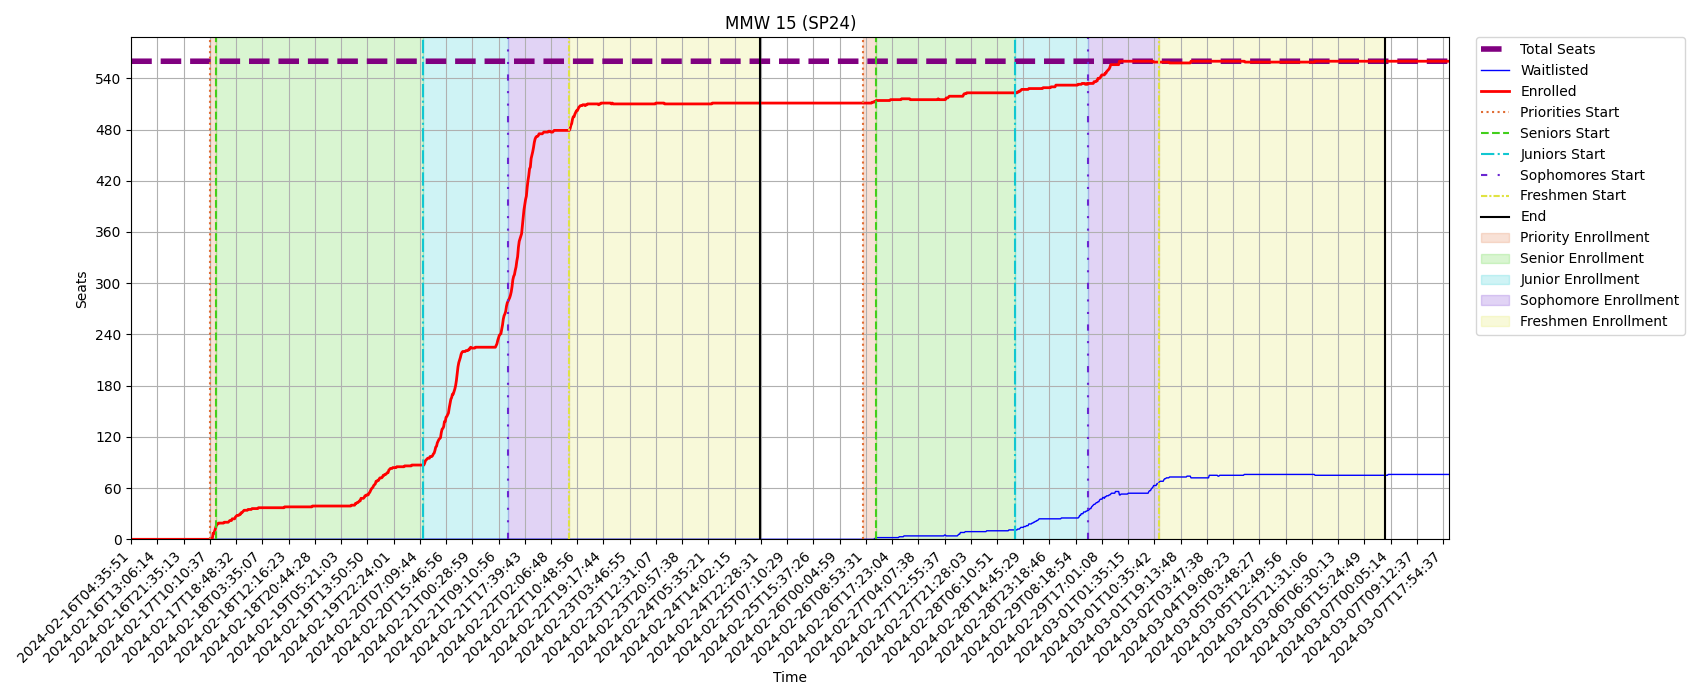 MMW 15 (SP24)
Seats
540
480
420
360
300
240
180
120
60
0
2024-02-16T04:35:51
2024-02-16T13:06:14
2024-02-16T21:35:13
2024-02-17T10:10:37
2024-02-17T18:48:32
2024-02-18T03:35:07
2024-02-18T12:16:23
2024-02-18T20:44:28
2024-02-19T05:21:03
2024-02-19T13:50:50
2024-02-19T22:24:01
2024-02-20T07:09:44
2024-02-20T15:46:56
2024-02-21T00:28:59
2024-02-21T09:10:56
2024-02-21T17:39:43
2024-02-22T02:06:48
2024-02-22T10:48:56
2024-02-22T19:17:44
2024-02-23T03:46:55
2024-02-23T12:31:07
2024-02-23T20:57:38
2024-02-24T05:35:21
2024-02-24T14:02:15
2024-02-24T22:28:31
2024-02-25T07:10:29
2024-02-25T15:37:26
2024-02-26T00:04:59
2024-02-26T08:53:31
2024-02-26T17:23:04
2024-02-27T04:07:38
2024-02-27T12:55:37
2024-02-27T21:28:03
2024-02-28T06:10:51
2024-02-28T14:45:29
2024-02-28T23:18:46
2024-02-29T08:18:54
2024-02-29T17:01:08
2024-03-01T01:35:15
2024-03-01T10:35:42
2024-03-01T19:13:48
2024-03-02T03:47:38
2024-03-04T19:08:23
2024-03-05T03:48:27
2024-03-05T12:49:56
2024-03-05T21:31:06
2024-03-06T06:30:13
2024-03-06T15:24:49
2024-03-07T00:05:14
2024-03-07T09:12:37
2024-03-07T17:54:37
Time
Total Seats
Waitlisted
Enrolled
Priorities Start
Seniors Start
Juniors Start
Sophomores Start
Freshmen Start
End
Priority Enrollment
Senior Enrollment
Junior Enrollment
Sophomore Enrollment
Freshmen Enrollment